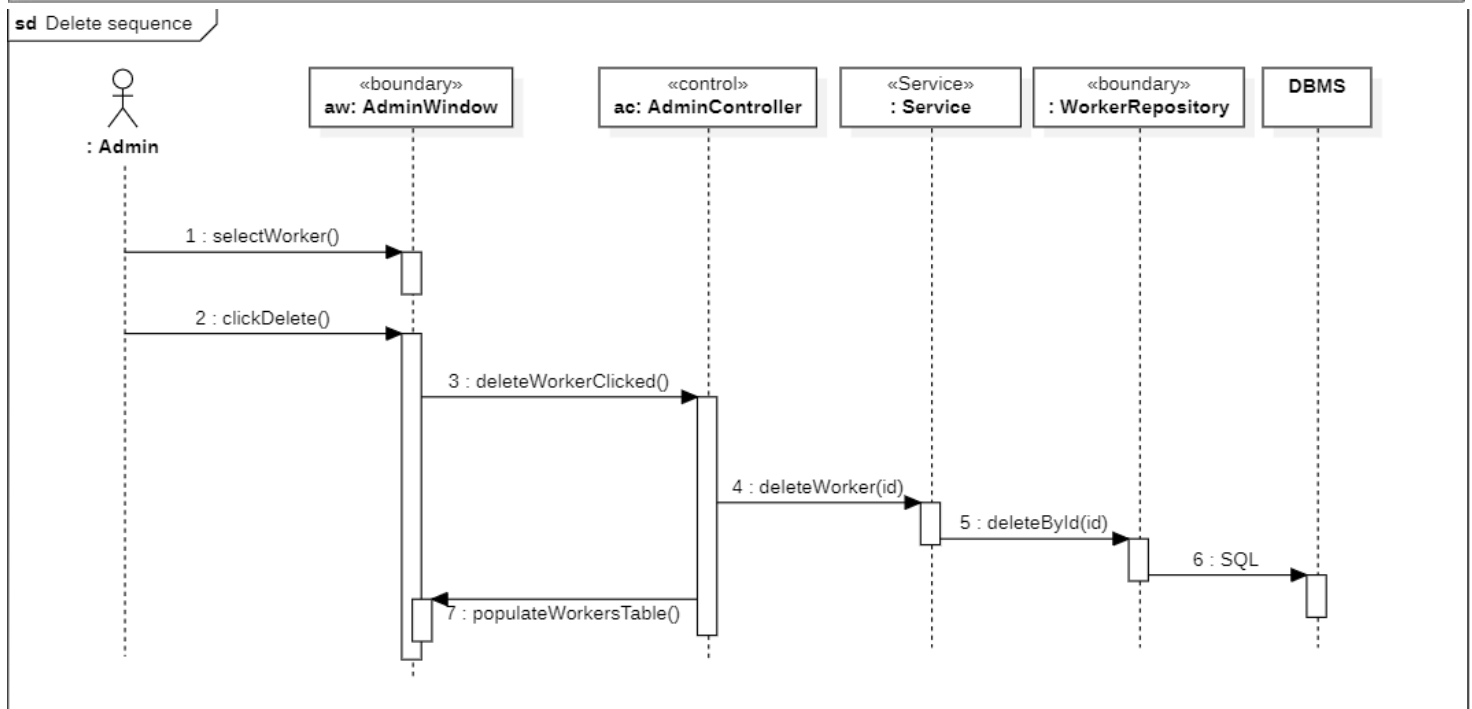 sd Delete sequence
: Admin
«boundary»
aw: AdminWindow
«control»
ac: AdminController
«Service»
: Service
«boundary»
: WorkerRepository
DBMS
1 : selectWorker()
2 : clickDelete()
3 : deleteWorkerClicked()
4 : deleteWorker(id)
5 : deleteById(id)
6 : SQL
7 : populateWorkersTable()